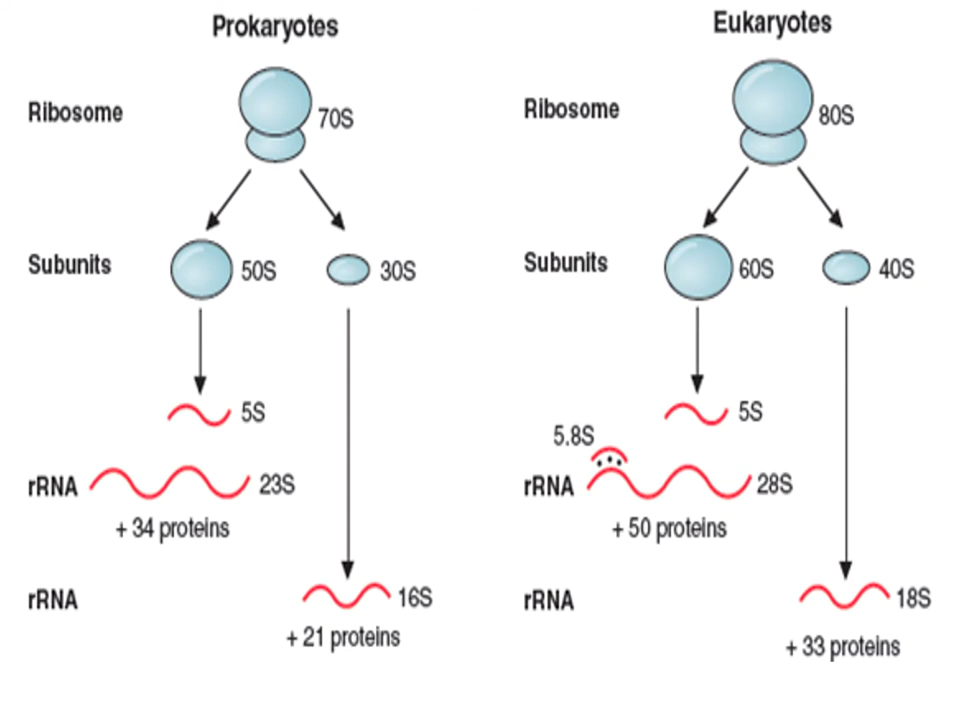 Prokaryotes
Ribosome
70S
Subunits
50S
30S
5S
rRNA
23S
+ 34 proteins
rRNA
16S
+ 21 proteins
Eukaryotes
Ribosome
80S
Subunits
60S
40S
5S
5.8S
rRNA
28S
+ 50 proteins
rRNA
18S
+ 33 proteins